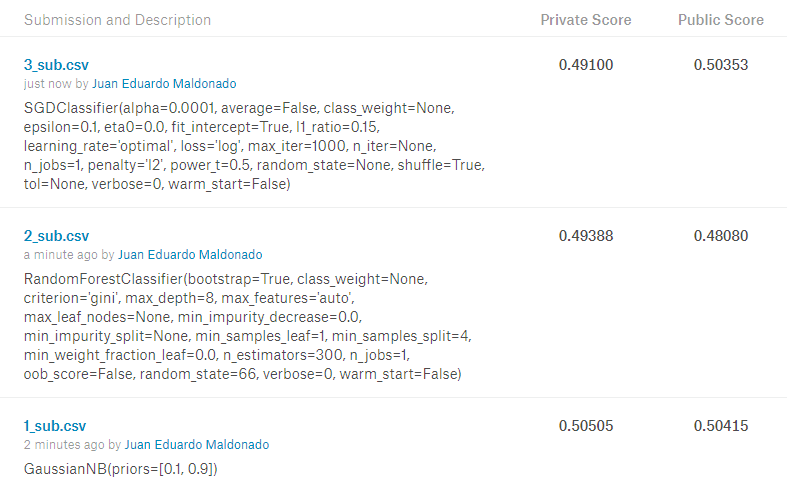 Submission and Description Private Score Public Score
3_sub.csv 0.49100 0.50353
just now by Juan Eduardo Maldonado
SGDClassifier(alpha=0.0001, average=False, class_weight=None,
epsilon=0.1, eta0=0.0, fit_intercept=True, l1_ratio=0.15,
learning_rate='optimal', loss='log', max_iter=1000, n_iter=None,
n_jobs=1, penalty='l2', power_t=0.5, random_state=None, shuffle=True,
tol=None, verbose=0, warm_start=False)
2_sub.csv 0.49388 0.48080
a minute ago by Juan Eduardo Maldonado
RandomForestClassifier(bootstrap=True, class_weight=None,
criterion='gini', max_depth=8, max_features='auto',
max_leaf_nodes=None, min_impurity_decrease=0.0,
min_impurity_split=None, min_samples_leaf=1, min_samples_split=4,
min_weight_fraction_leaf=0.0, n_estimators=300, n_jobs=1,
oob_score=False, random_state=66, verbose=0, warm_start=False)
1_sub.csv 0.50505 0.50415
2 minutes ago by Juan Eduardo Maldonado
GaussianNB(priors=[0.1, 0.9])